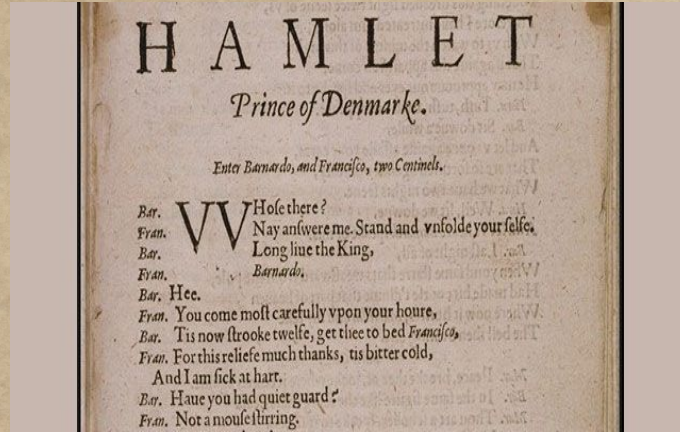 HAMLET
Prince of Denmarke.
Enter Barnardo, and Franciſco, two Centinels.
Bar. VVHoſe there?
Fran. Nay anſwere me. Stand and vnfolde your ſelfe.
Bar. Long liue the King,
Fran. Barnardo.
Bar. Hee.
Fran. You come moſt carefully vpon your houre,
Bar. Tis now ſtrooke twelfe, get thee to bed Franciſco,
Fran. For this reliefe much thanks, tis bitter cold,
And I am ſick at hart.
Bar. Haue you had quiet guard?
Fran. Not a mouſe ſtirring.